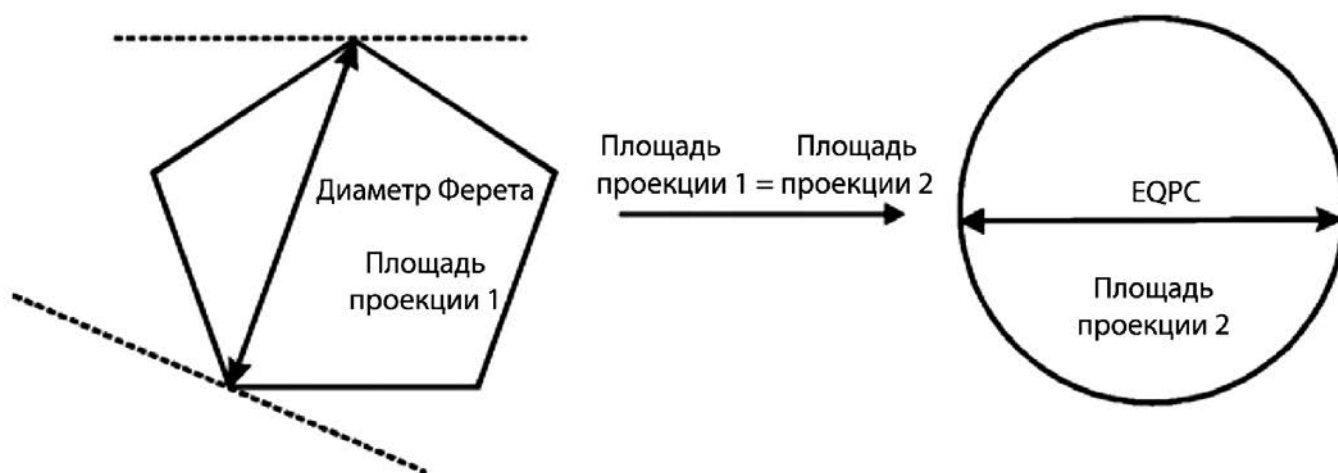 Диаметр Ферета
Площадь
проекции 1
Площадь Площадь
проекции 1 = проекции 2
EQPC
Площадь
проекции 2